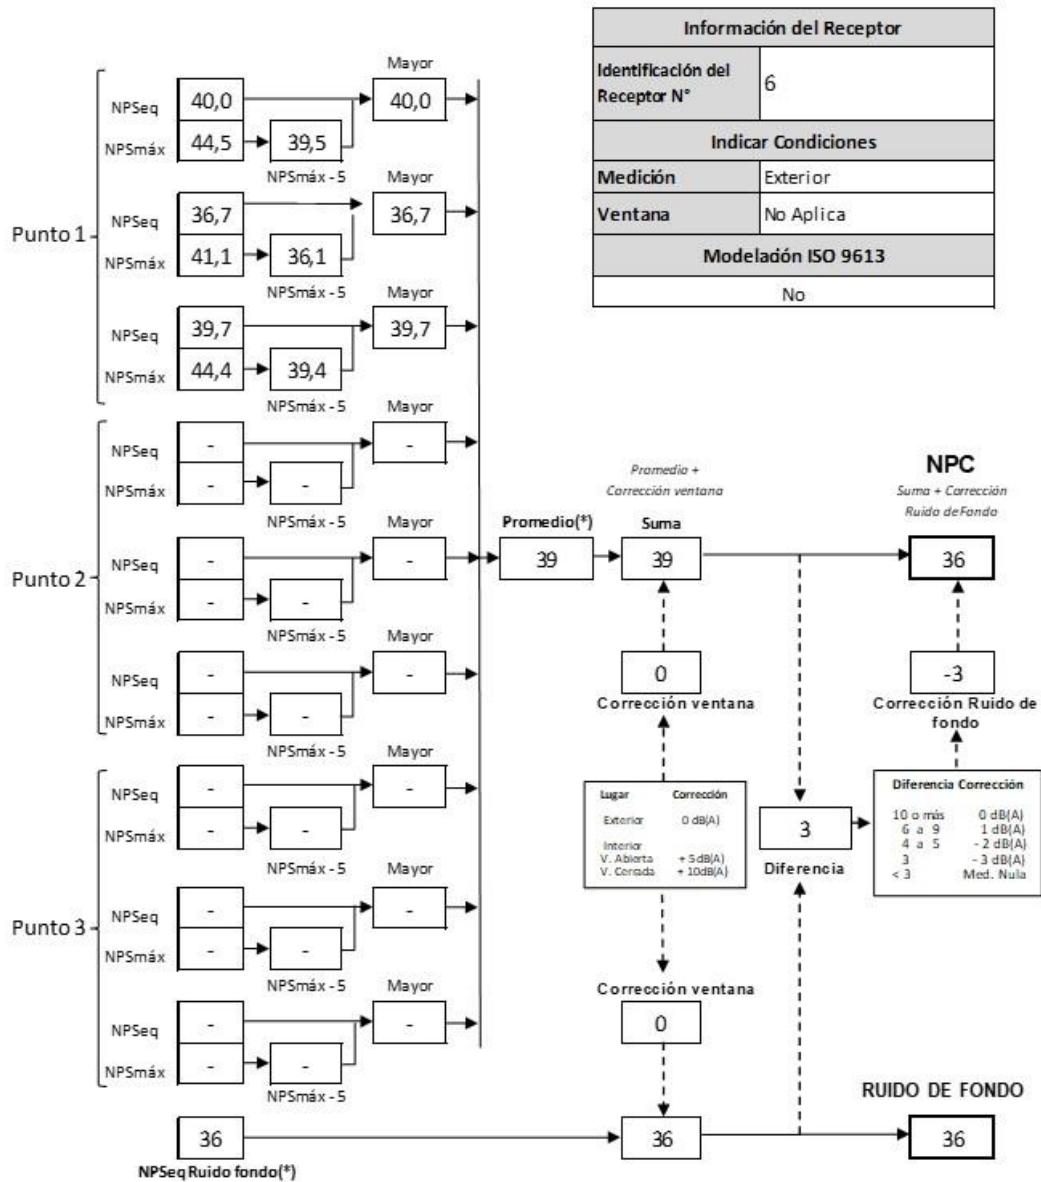 Información del Receptor
Identificación del Receptor N° 6
Indicar Condiciones
Medición Exterior
Ventana No Aplica
Modelación ISO 9613
No
Punto 1
Mayor
NPSeq 40,0 40,0
NPSmáx 44,5 39,5
NPSmáx - 5
Mayor
NPSeq 36,7 36,7
NPSmáx 41,1 36,1
NPSmáx - 5
Mayor
NPSeq 39,7 39,7
NPSmáx 44,4 39,4
NPSmáx - 5
Punto 2
Mayor
NPSeq - -
NPSmáx - -
NPSmáx - 5
Mayor
NPSeq - -
NPSmáx - -
NPSmáx - 5
Mayor
NPSeq - -
NPSmáx - -
NPSmáx - 5
Punto 3
Mayor
NPSeq - -
NPSmáx - -
NPSmáx - 5
Mayor
NPSeq - -
NPSmáx - -
NPSmáx - 5
Mayor
NPSeq - -
NPSmáx - -
NPSmáx - 5
36
NPSeq Ruido fondo(*)
Promedio(*)
39
Promedio +
Corrección ventana
Suma
39
0
Corrección ventana
Lugar Corrección
Exterior 0 dB(A)
Interior
V. Abierta + 5dB(A)
V. Cerrada + 10dB(A)
Corrección ventana
0
36
3
Diferencia
NPC
Suma + Corrección
Ruido de Fondo
36
-3
Corrección Ruido de
fondo
Diferencia Corrección
10 o más 0 dB(A)
6 a 9 1 dB(A)
4 a 5 - 2 dB(A)
3 - 3 dB(A)
< 3 Med. Nula
RUIDO DE FONDO
36